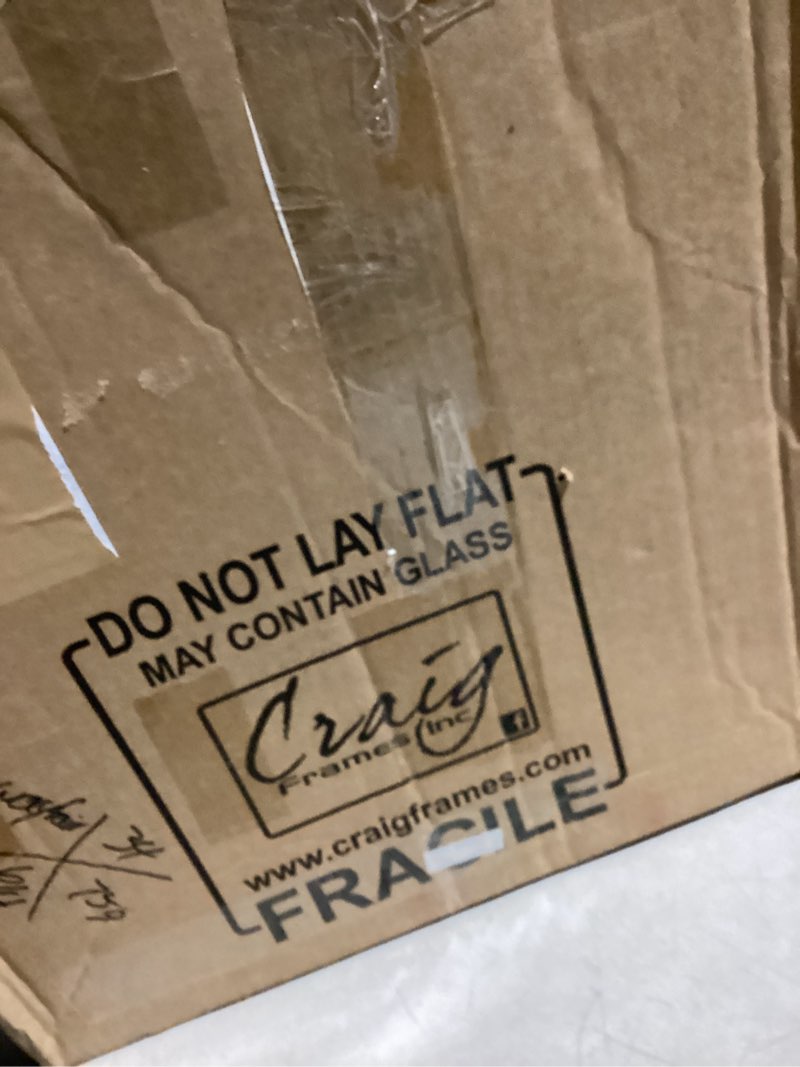 DO NOT LAY FLAT
MAY CONTAIN GLASS
Craig
Frames Inc
f
www.craigframes.com
FRAGILE